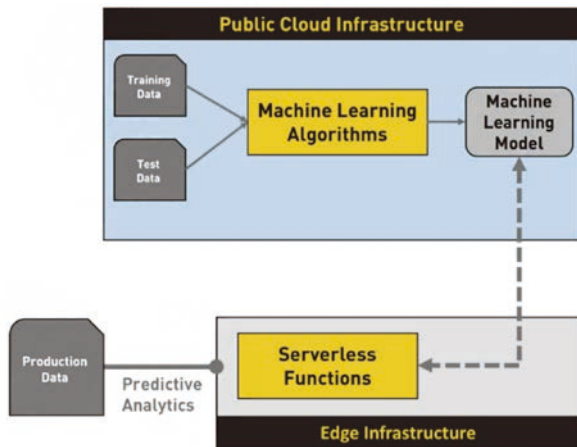 Public Cloud Infrastructure
Training
Data
Machine Learning
Algorithms
Machine
Learning
Model
Test
Data
Production
Data
Predictive
Analytics
Serverless
Functions
Edge Infrastructure